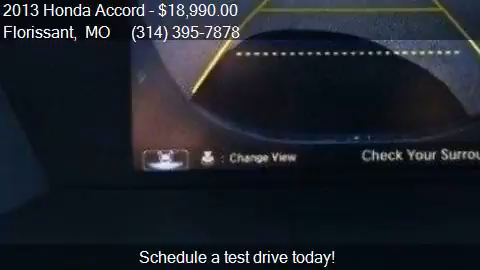 2013 Honda Accord - $18,990.00
Florissant,  MO     (314) 395-7878
: Change View
Check Your Surrou
Schedule a test drive today!